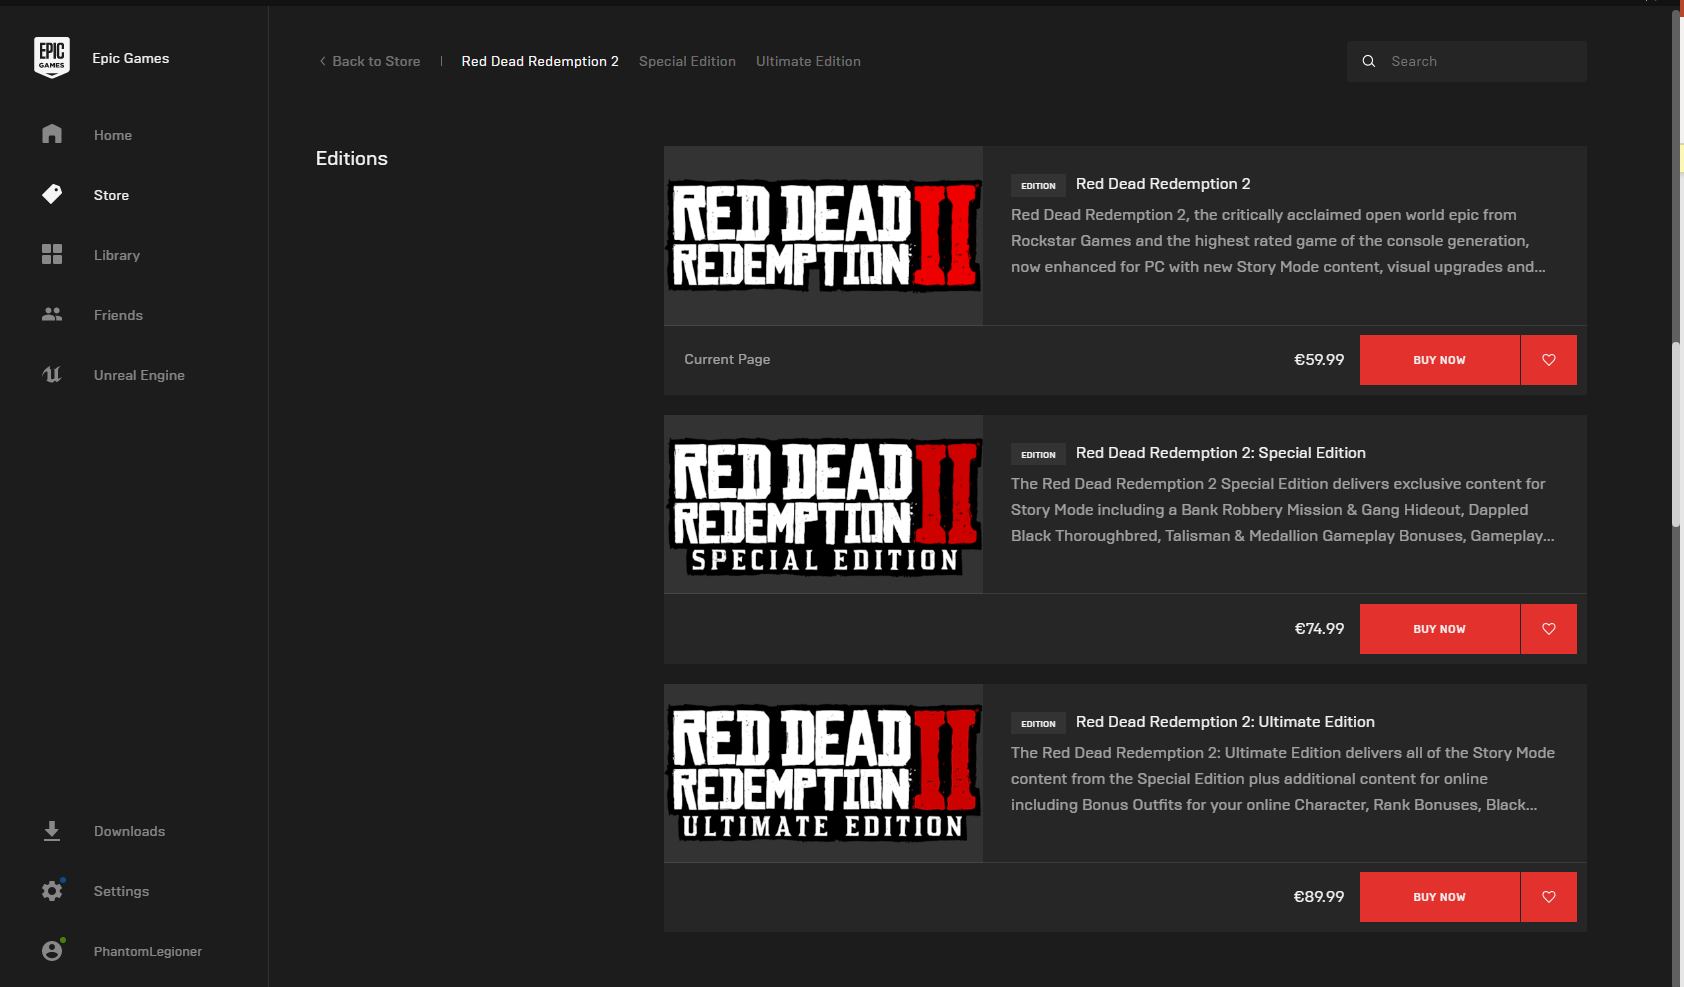 EPIC
GAMES
Epic Games
Home
Store
Library
Friends
Unreal Engine
Downloads
Settings
PhantomLegioner
Back to Store | Red Dead Redemption 2 Special Edition Ultimate Edition
Search
Editions
RED DEAD
REDEMPTION II
EDITION Red Dead Redemption 2
Red Dead Redemption 2, the critically acclaimed open world epic from
Rockstar Games and the highest rated game of the console generation,
now enhanced for PC with new Story Mode content, visual upgrades and...
Current Page
€59.99
BUY NOW
RED DEAD
REDEMPTION II
SPECIAL EDITION
EDITION Red Dead Redemption 2: Special Edition
The Red Dead Redemption 2 Special Edition delivers exclusive content for
Story Mode including a Bank Robbery Mission & Gang Hideout, Dappled
Black Thoroughbred, Talisman & Medallion Gameplay Bonuses, Gameplay...
€74.99
BUY NOW
RED DEAD
REDEMPTION II
ULTIMATE EDITION
EDITION Red Dead Redemption 2: Ultimate Edition
The Red Dead Redemption 2: Ultimate Edition delivers all of the Story Mode
content from the Special Edition plus additional content for online
including Bonus Outfits for your online Character, Rank Bonuses, Black...
€89.99
BUY NOW